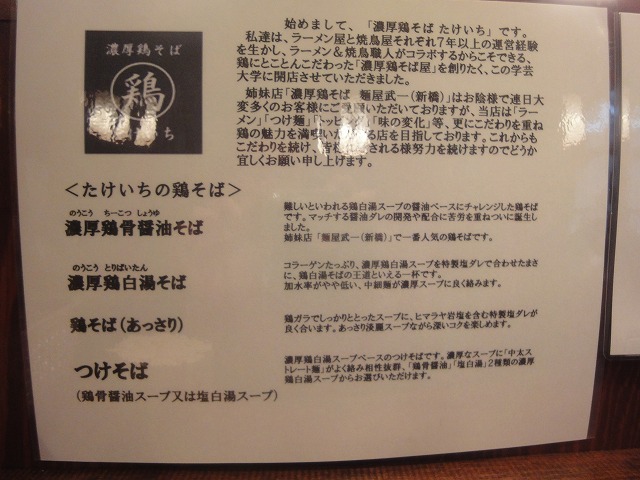 濃厚鶏そば
鶏
ち
始めまして、「濃厚鶏そば たけいち」です。
私達は、ラーメン屋と焼鳥屋それぞれ7年以上の運営経験
を生かし、ラーメン&焼鳥職人がコラボするからこそできる、
鶏にとことんこだわった「濃厚鶏そば屋」を創りたく、この学芸
大学に開店させていただきました。
姉妹店「濃厚鶏そば 麺屋武一(新橋)」はお陰様で連日大
変多くのお客様にご いただいておりますが、当店は「ラー
メン」「つけ麺」「トッピ 」「味の変化」等、更にこだわりを重ね
鶏の魅力を満喫い る店を目指しております。これからも
こだわりを続け、皆様 される様努力を続けますのでどうか
宜しくお願い申し上げます。
<たけいちの鶏そば>
のうこう ちーこつ しょうゆ
濃厚鶏骨醤油そば
難しいといわれる鶏白湯スープの醤油ベースにチャレンジした鶏そば
です。マッチする醤油ダレの開発や配合に苦労を重ねついに誕生し
ました。
姉妹店「麺屋武一(新橋)」で一番人気の鶏そばです。
のうこう とりぱいたん
濃厚鶏白湯そば
コラーゲンたっぷり、濃厚鶏白湯スープを特製塩ダレで合わせたまさ
に、鶏白湯そばの王道といえる一杯です。
加水率がやや低い、中細麺が濃厚スープに良く絡みます。
鶏そば(あっさり)
鶏ガラでしっかりととったスープに、ヒマラヤ岩塩を含む特製塩ダレが
良く合います。あっさり淡麗スープながら深いコクを楽しめます。
つけそば
(鶏骨醤油スープ又は塩白湯スープ)
濃厚鶏白湯スープベースのつけそばです。濃厚なスープに「中太ス
トレート麺」がよく絡み相性抜群、「鶏骨醤油」「塩白湯」2種類の濃厚
鶏白湯スープからお選びいただけます。